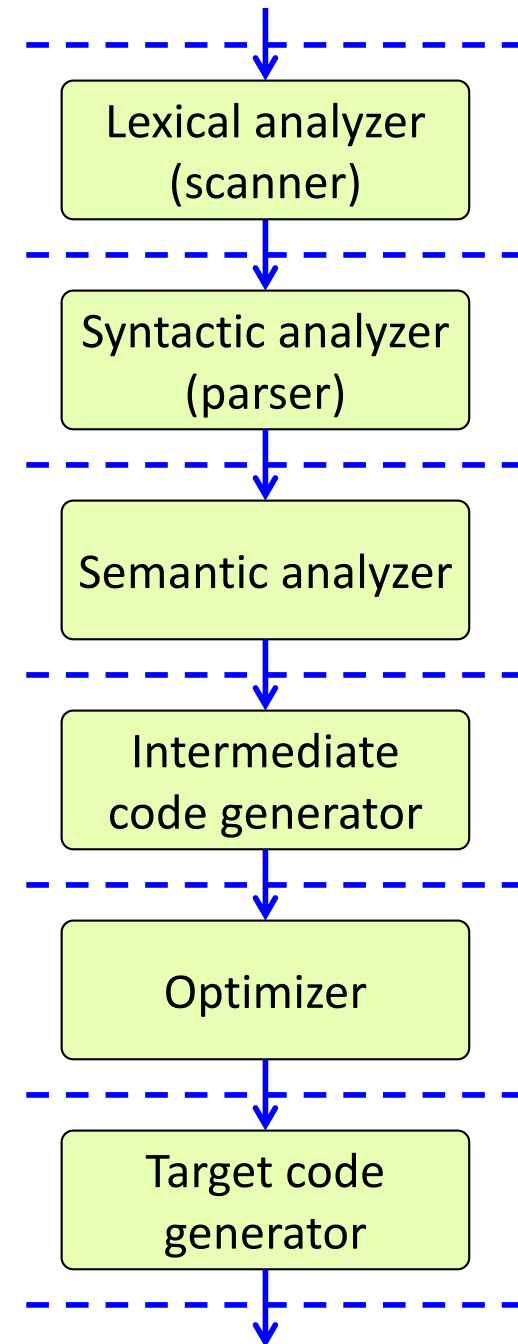 Lexical analyzer
(scanner)
Syntactic analyzer
(parser)
Semantic analyzer
Intermediate
code generator
Optimizer
Target code
generator